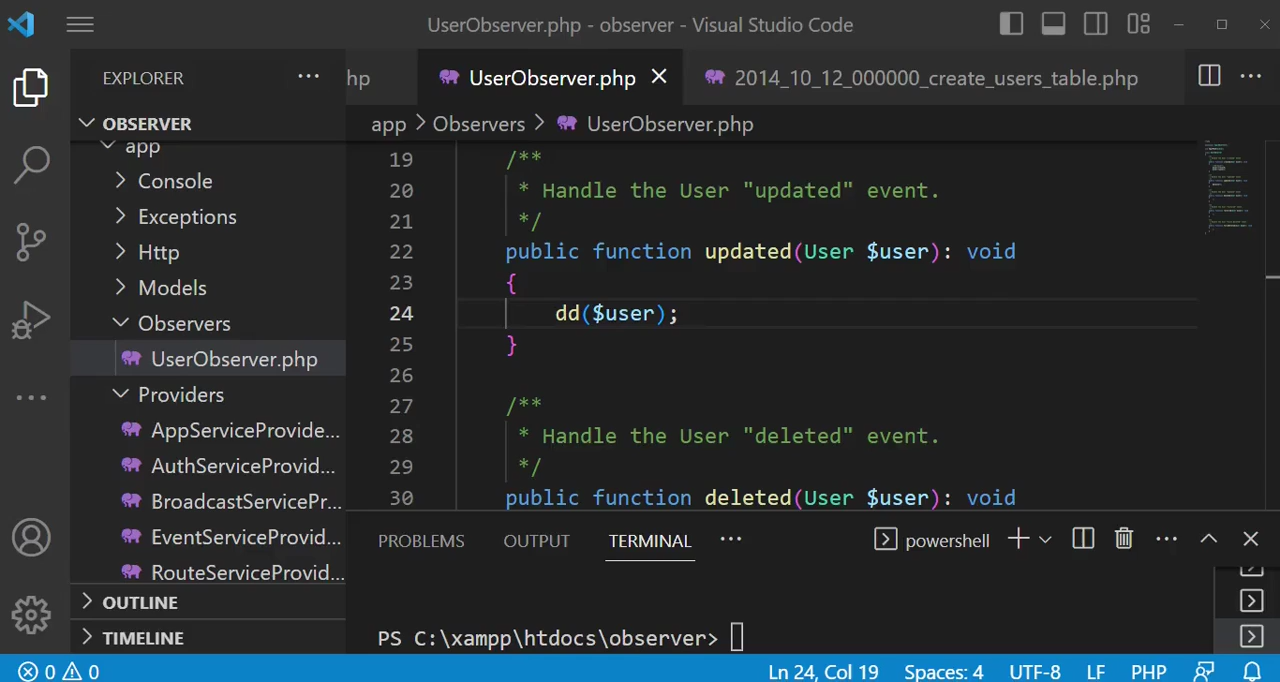 UserObserver.php - observer - Visual Studio Code
EXPLORER
OBSERVER
app
Console
Exceptions
Http
Models
Observers
UserObserver.php
Providers
AppServiceProvide...
AuthServiceProvid...
BroadcastServicePr...
EventServiceProvid...
RouteServiceProvid...
OUTLINE
TIMELINE
hp
UserObserver.php
2014_10_12_000000_create_users_table.php
app > Observers > UserObserver.php
19 /**
20 * Handle the User "updated" event.
21 */
22 public function updated(User $user): void
23 {
24 dd($user);
25 }
26
27 /**
28 * Handle the User "deleted" event.
29 */
30 public function deleted(User $user): void
PROBLEMS OUTPUT TERMINAL ... powershell
PS C:\xampp\htdocs\observer>
0 0 Ln 24, Col 19 Spaces: 4 UTF-8 LF PHP